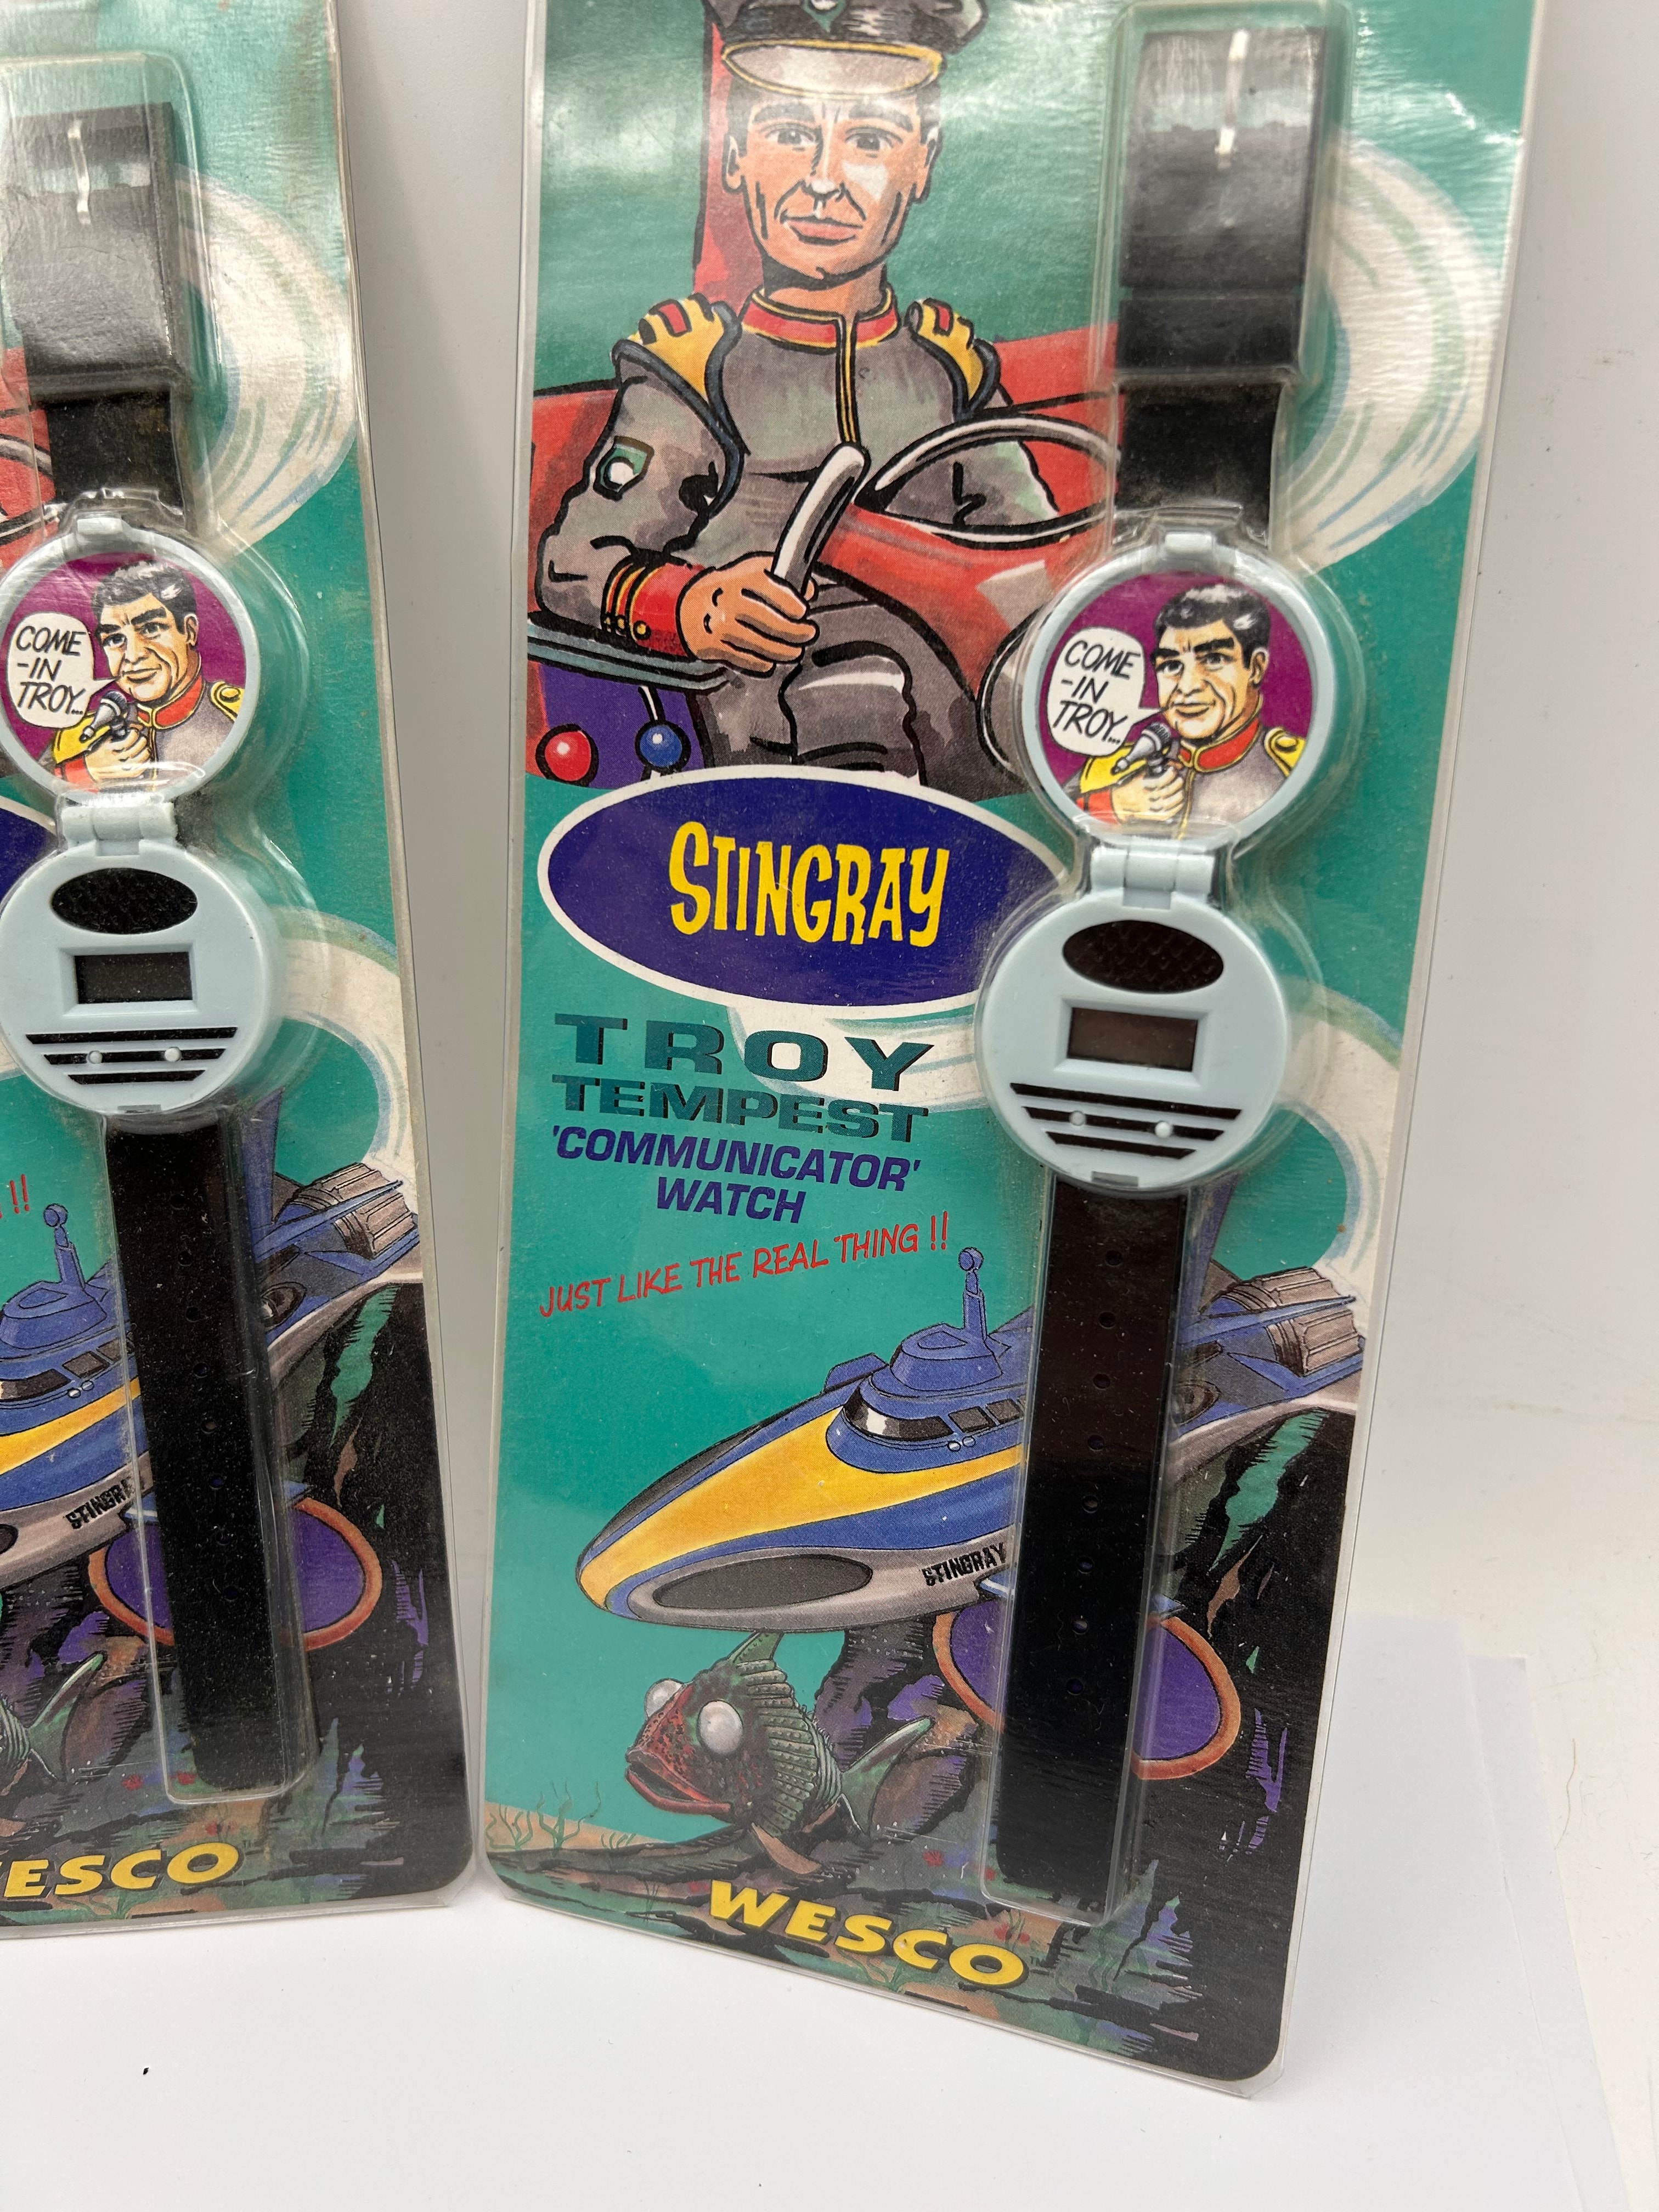 COME
-IN
TROY...
!!
STINGRA
ESCO
COME
-IN
TROY...
STINGRAY
TROY
TEMPEST
'COMMUNICATOR'
WATCH
JUST LIKE THE REAL THING !!
STINGRAY
WESCO